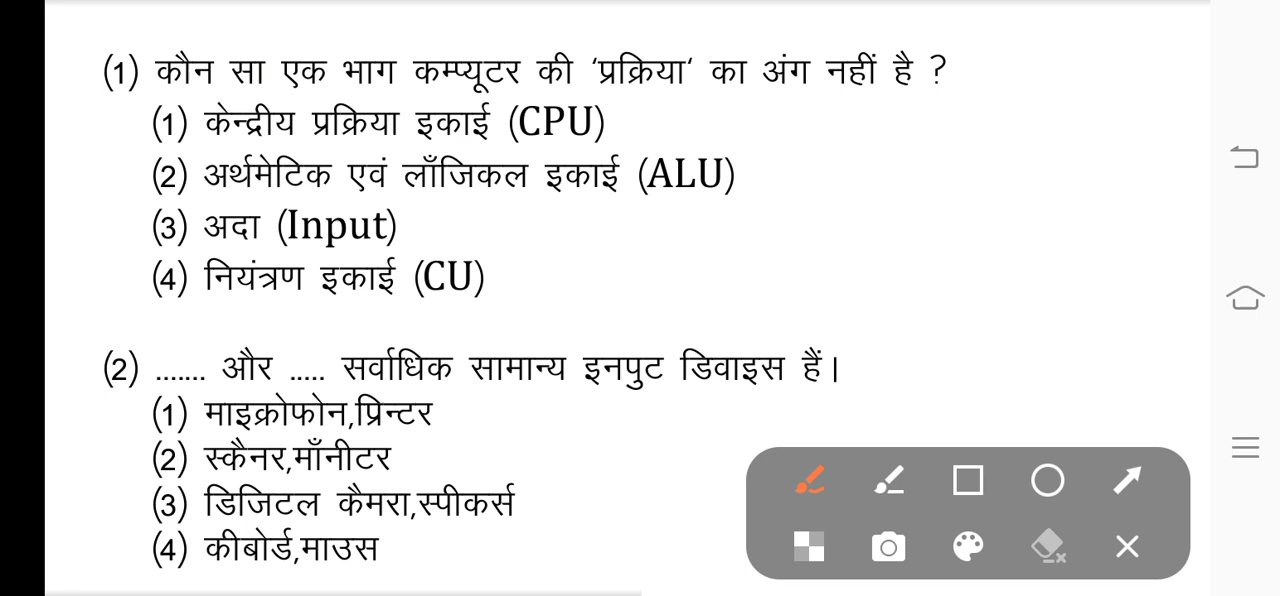 (1) कौन सा एक भाग कम्प्यूटर की ‘प्रक्रिया‘ का अंग नहीं है ?
(1) केन्द्रीय प्रक्रिया इकाई (CPU)
(2) अर्थमेटिक एवं लाँजिकल इकाई (ALU)
(3) अदा (Input)
(4) नियंत्रण इकाई (CU)
(2) ....... और ..... सर्वाधिक सामान्य इनपुट डिवाइस हैं।
(1) माइक्रोफोन,प्रिन्टर
(2) स्कैनर,माँनीटर
(3) डिजिटल कैमरा,स्पीकर्स
(4) कीबोर्ड,माउस